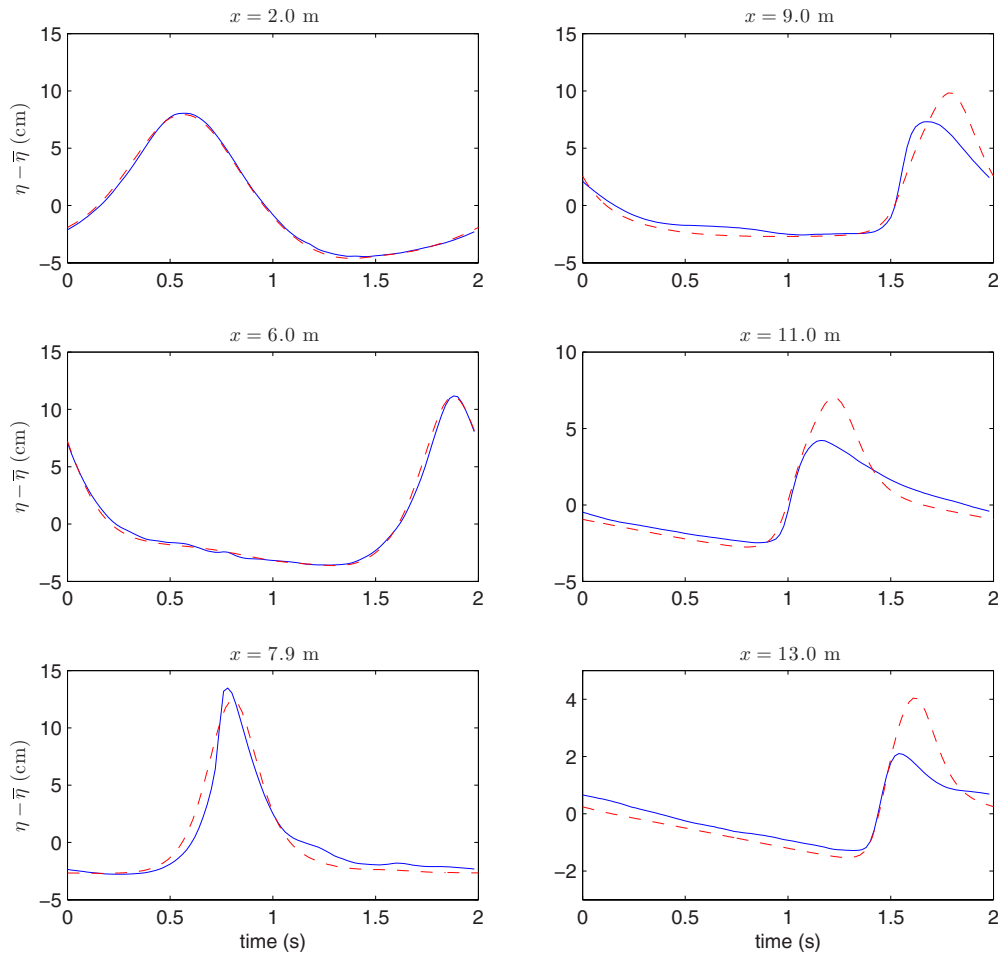 x = 2.0 m
η − η̅ (cm)
15
10
5
0
−5
0 0.5 1 1.5 2
x = 9.0 m
15
10
5
0
−5
0 0.5 1 1.5 2
x = 6.0 m
η − η̅ (cm)
15
10
5
0
−5
0 0.5 1 1.5 2
x = 11.0 m
10
5
0
−5
0 0.5 1 1.5 2
x = 7.9 m
η − η̅ (cm)
15
10
5
0
−5
0 0.5 1 1.5 2
time (s)
x = 13.0 m
4
2
0
−2
0 0.5 1 1.5 2
time (s)